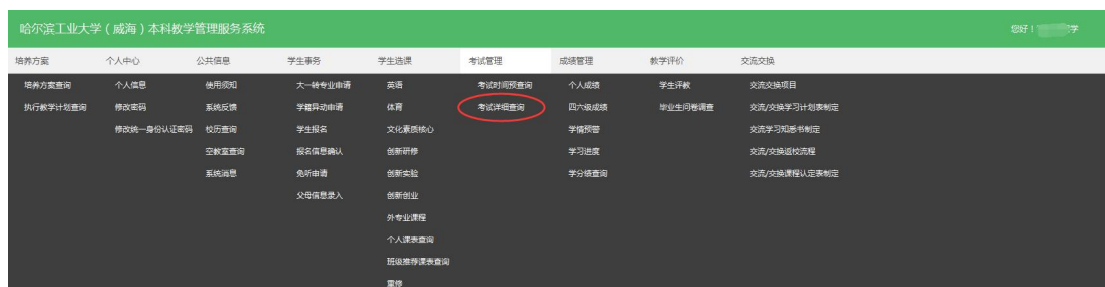 哈尔滨工业大学（威海）本科教学管理服务系统 您好！ 学
培养方案 个人中心 公共信息 学生事务 学生选课 考试管理 成绩管理 教学评价 交流交换
培养方案查询 个人信息 使用须知 大一转专业申请 英语 考试时间预查询 个人成绩 学生评教 交流交换项目
执行教学计划查询 修改密码 系统反馈 学籍异动申请 体育 考试详细查询 四六级成绩 毕业生问卷调查 交流/交换学习计划表制定
修改统一身份认证密码 校历查询 学生报名 文化素质核心 学情预警 交流学习知悉书制定
空教室查询 报名信息确认 创新研修 学习进度 交流/交换返校流程
系统消息 免听申请 创新实验 学分绩查询 交流/交换课程认定表制定
父母信息录入 创新创业
外专业课程
个人课表查询
班级推荐课表查询
重修